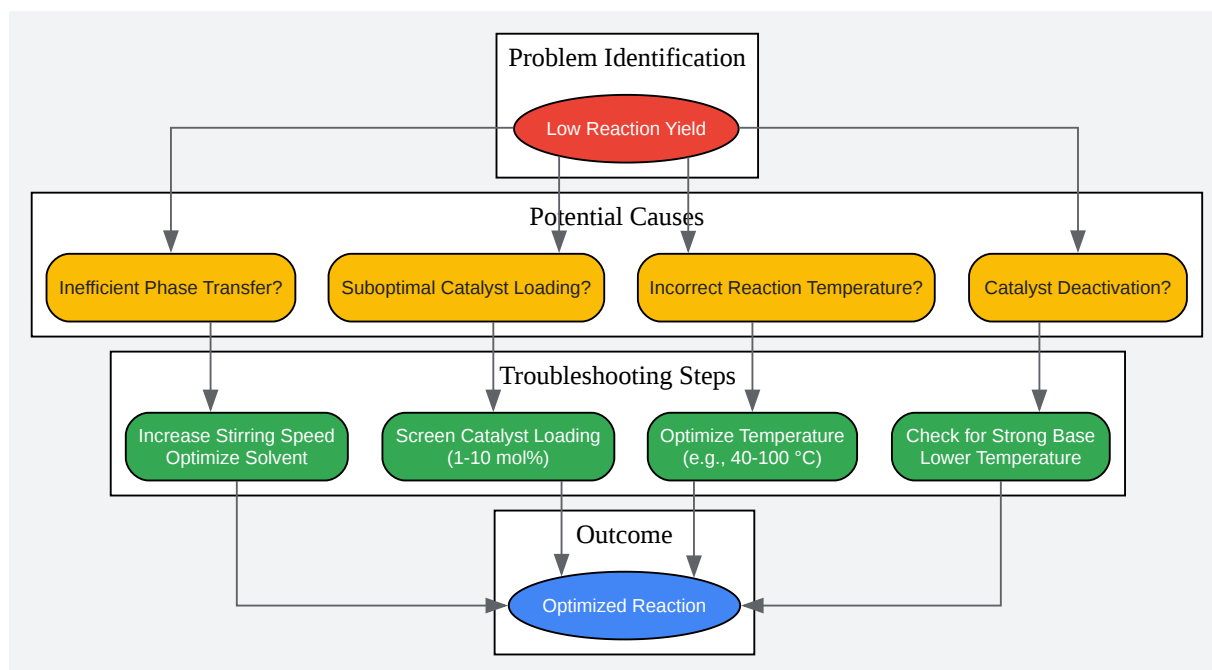 Problem Identification
Low Reaction Yield
Potential Causes
Inefficient Phase Transfer?
Suboptimal Catalyst Loading?
Incorrect Reaction Temperature?
Catalyst Deactivation?
Troubleshooting Steps
Increase Stirring Speed
Optimize Solvent
Screen Catalyst Loading
(1-10 mol%)
Optimize Temperature
(e.g., 40-100 °C)
Check for Strong Base
Lower Temperature
Outcome
Optimized Reaction